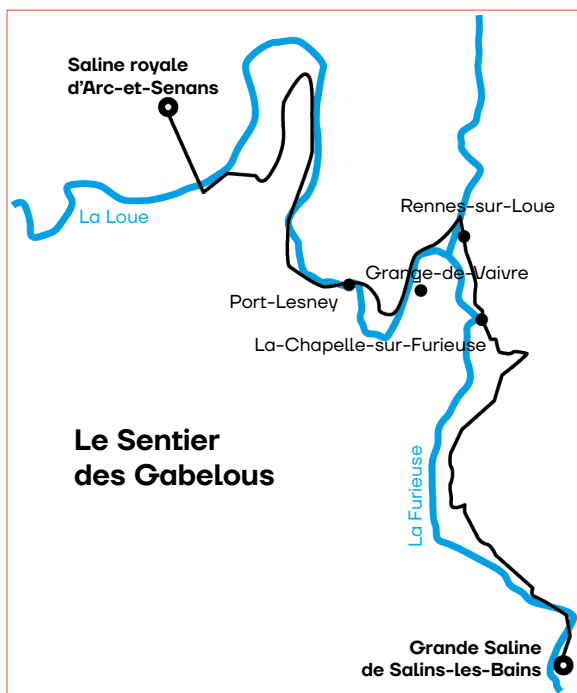 Saline royale
d'Arc-et-Senans
La Loue
Rennes-sur-Loue
Grange-de-Vaivre
Port-Lesney
La-Chapelle-sur-Furieuse
Le Sentier
des Gabelous
La Furieuse
Grande Saline
de Salins-les-Bains